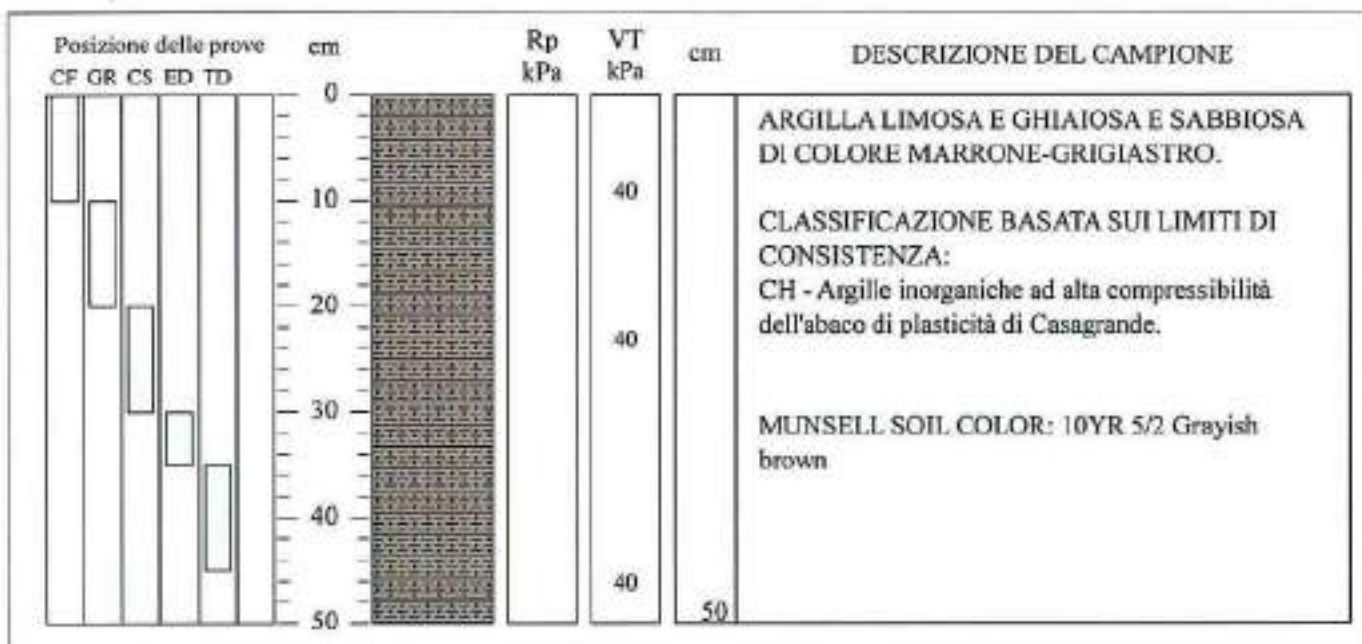 Posizione delle prove cm Rp VT cm DESCRIZIONE DEL CAMPIONE
CF GR CS ED TD kPa kPa
0
10
20
30
40
50
40
40
40
50
ARGILLA LIMOSA E GHIAIOSA E SABBIOSA
DI COLORE MARRONE-GRIGIASTRO.
CLASSIFICAZIONE BASATA SUI LIMITI DI
CONSISTENZA:
CH - Argille inorganiche ad alta compressibilità
dell'abaco di plasticità di Casagrande.
MUNSELL SOIL COLOR: 10YR 5/2 Grayish
brown